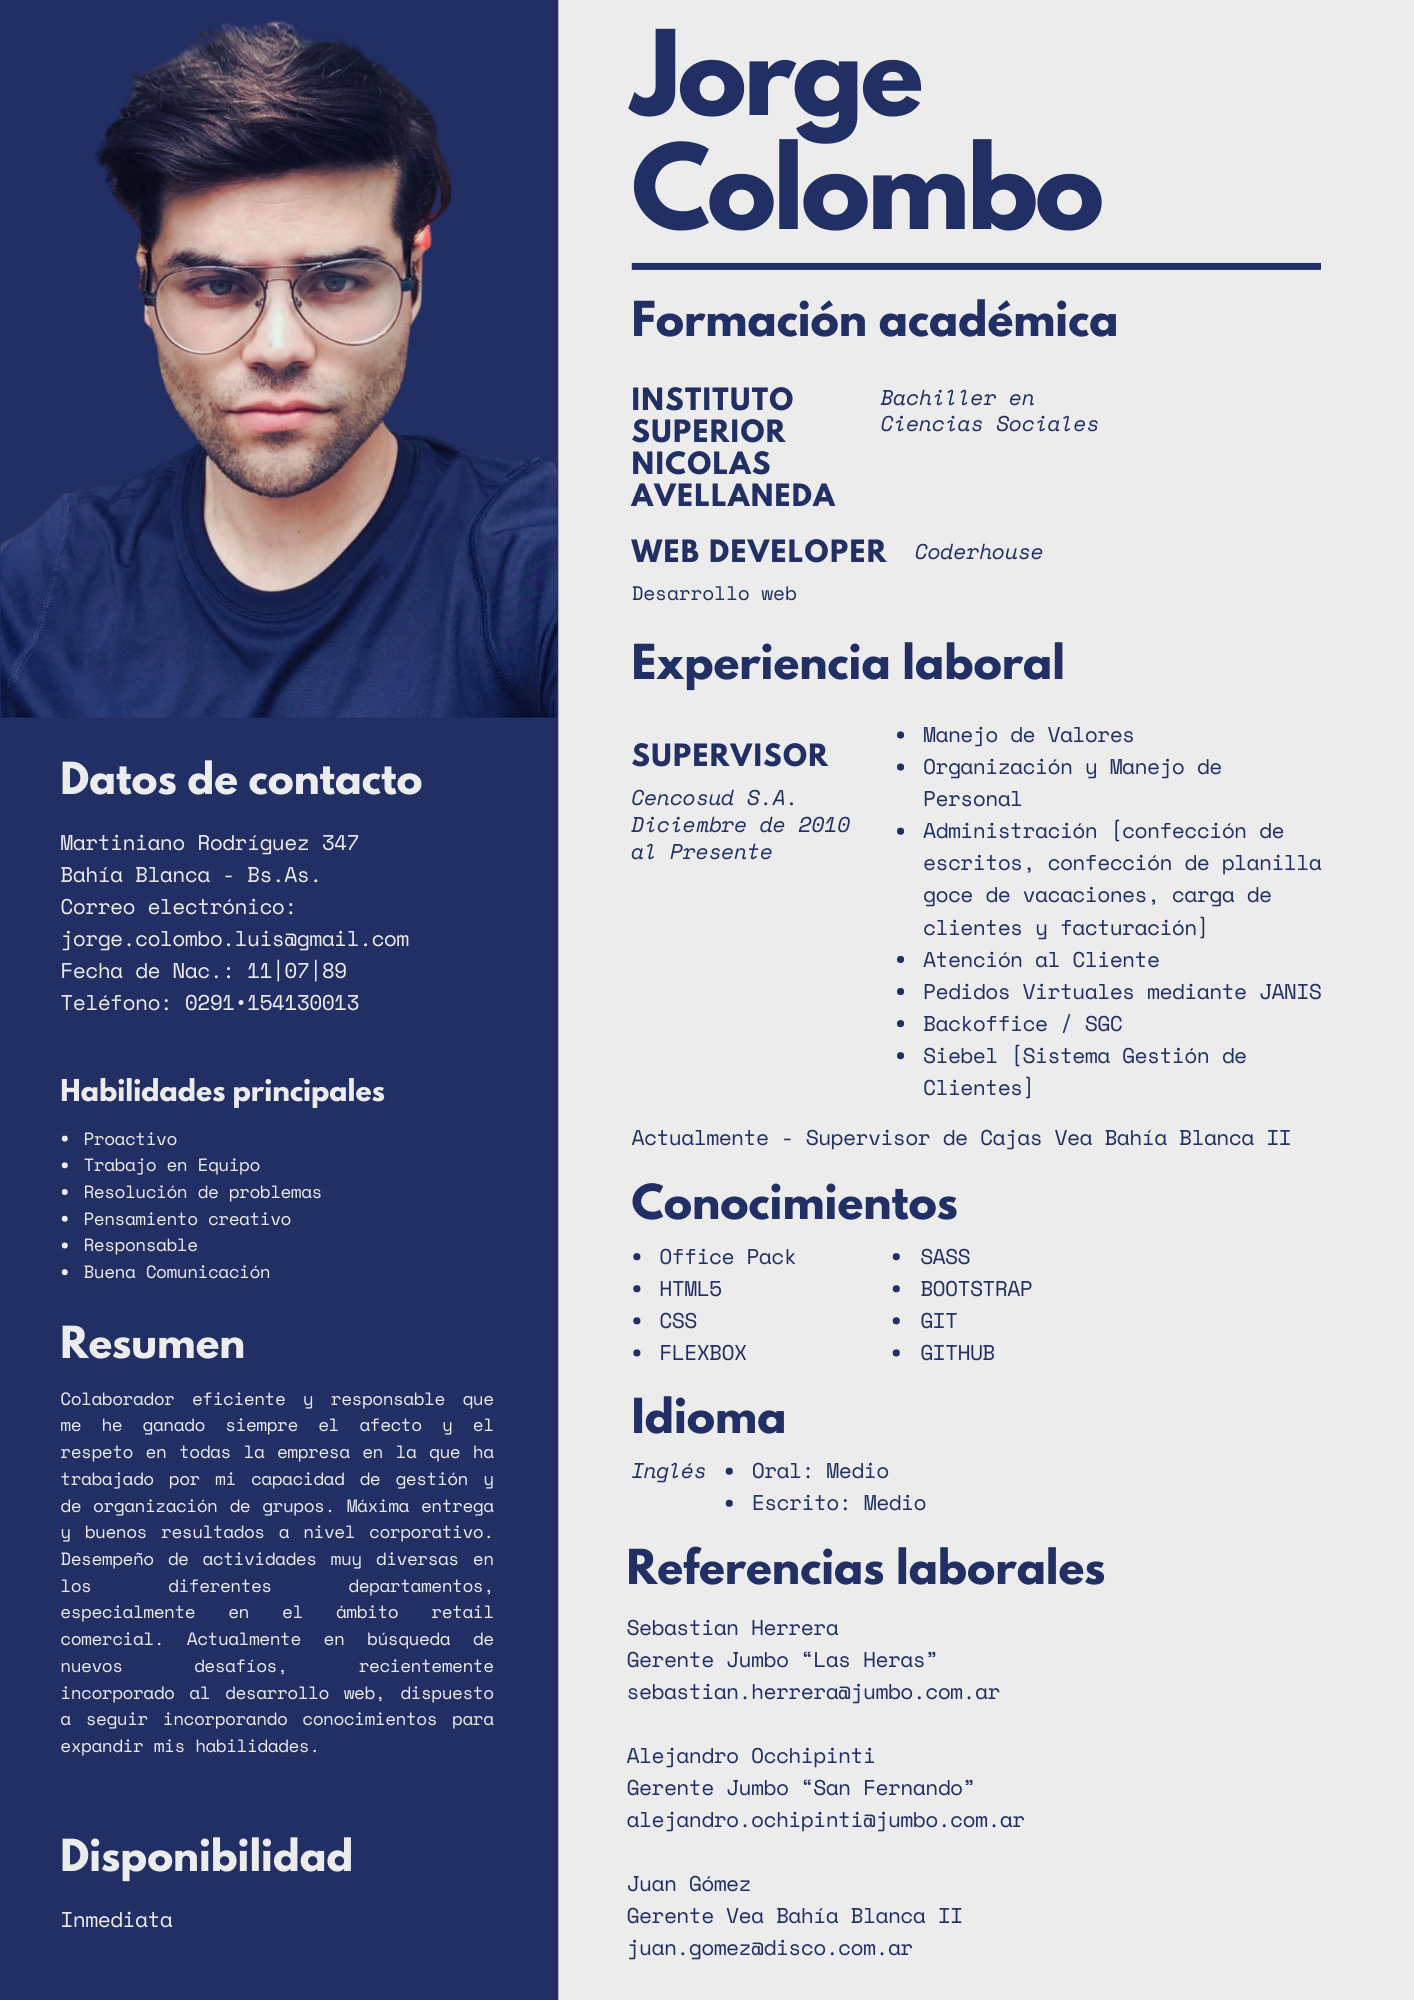 Jorge
Colombo
Formación académica
INSTITUTO
SUPERIOR
NICOLAS
AVELLANEDA
Bachiller en
Ciencias Sociales
WEB DEVELOPER Coderhouse
Desarrollo web
Experiencia laboral
SUPERVISOR
Cencosud S.A.
Diciembre de 2010
al Presente
• Manejo de Valores
• Organización y Manejo de
Personal
• Administración [confección de
escritos, confección de planilla
goce de vacaciones, carga de
clientes y facturación]
• Atención al Cliente
• Pedidos Virtuales mediante JANIS
• Backoffice / SGC
• Siebel [Sistema Gestión de
Clientes]
Actualmente - Supervisor de Cajas Vea Bahía Blanca II
Conocimientos
• Office Pack
• HTML5
• CSS
• FLEXBOX
• SASS
• BOOTSTRAP
• GIT
• GITHUB
Idioma
Inglés • Oral: Medio
• Escrito: Medio
Referencias laborales
Sebastian Herrera
Gerente Jumbo “Las Heras”
sebastian.herrera@jumbo.com.ar
Alejandro Occhipinti
Gerente Jumbo “San Fernando”
alejandro.ochipinti@jumbo.com.ar
Juan Gómez
Gerente Vea Bahía Blanca II
juan.gomez@disco.com.ar
Datos de contacto
Martiniano Rodríguez 347
Bahía Blanca - Bs.As.
Correo electrónico:
jorge.colombo.luis@gmail.com
Fecha de Nac.: 11|07|89
Teléfono: 0291•154130013
Habilidades principales
• Proactivo
• Trabajo en Equipo
• Resolución de problemas
• Pensamiento creativo
• Responsable
• Buena Comunicación
Resumen
Colaborador eficiente y responsable que
me he ganado siempre el afecto y el
respeto en todas la empresa en la que ha
trabajado por mi capacidad de gestión y
de organización de grupos. Máxima entrega
y buenos resultados a nivel corporativo.
Desempeño de actividades muy diversas en
los diferentes departamentos,
especialmente en el ámbito retail
comercial. Actualmente en búsqueda de
nuevos desafíos, recientemente
incorporado al desarrollo web, dispuesto
a seguir incorporando conocimientos para
expandir mis habilidades.
Disponibilidad
Inmediata